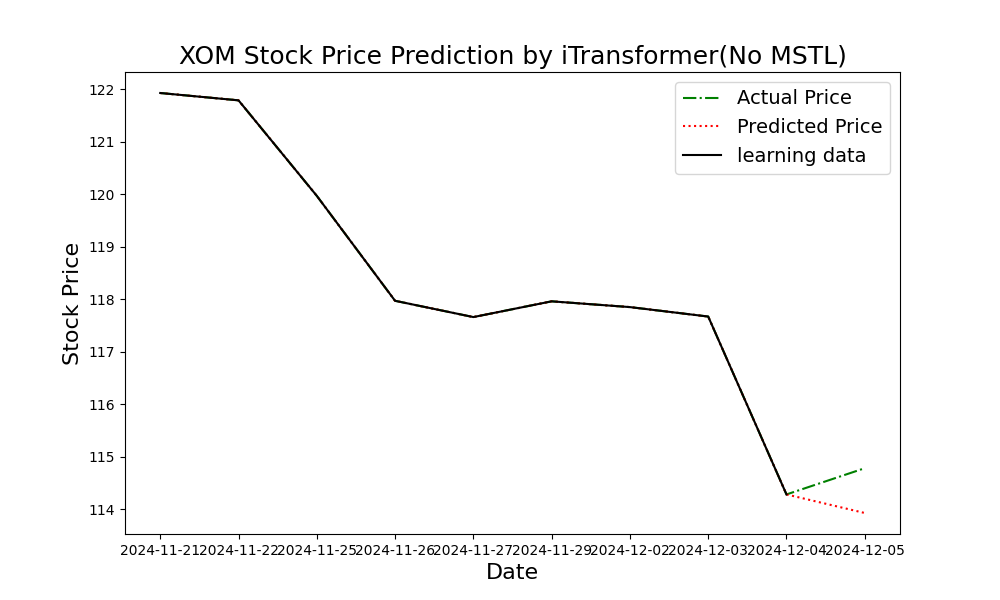 XOM Stock Price Prediction by iTransformer(No MSTL)
Actual Price
Predicted Price
learning data
122
121
120
119
118
117
116
115
114
Stock Price
2024-11-21 2024-11-22 2024-11-25 2024-11-26 2024-11-27 2024-11-29 2024-12-02 2024-12-03 2024-12-04 2024-12-05
Date